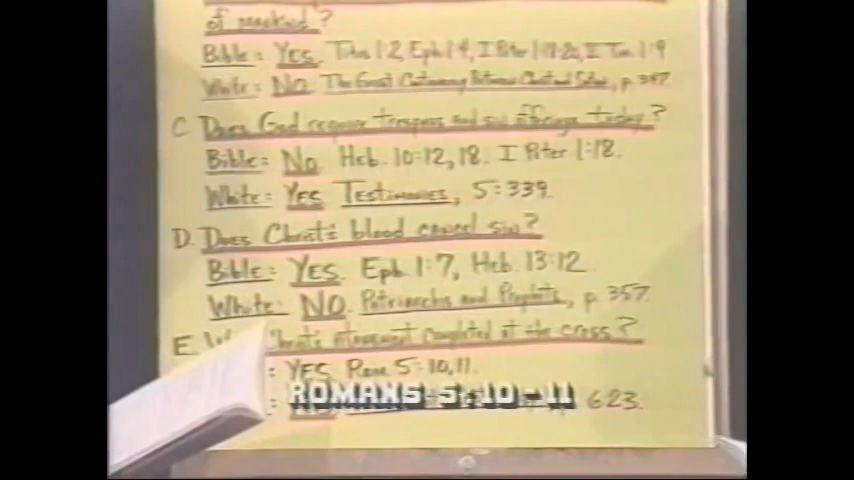 of mankind?
Bible: Yes. Titus 1:2, Eph. 1:4, I Peter 1:18-20, II Tim. 1:9
White: NO. The Great Controversy Between Christ and Satan, p. 347.
C. Does God require trespass and sin offerings today?
Bible: No. Heb. 10:12, 18. I Peter 1:18.
White: Yes Testimonies, 5:339.
D. Does Christ's blood cancel sin?
Bible: YES. Eph. 1:7, Heb. 13:12
White: NO. Patriarchs and Prophets, p. 357.
E. Christ's atonement completed at the cross?
: YES Rom. 5:10,11.
: 623.
ROMANS 5:10-11